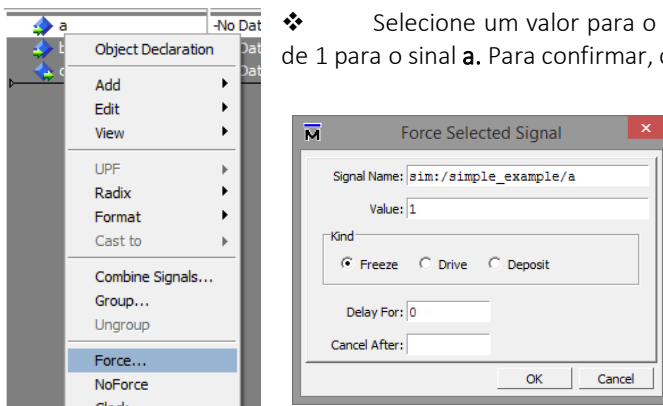 a
-No Dat
b
Dat
Dat
Object Declaration
Add
Edit
View
UPF
Radix
Format
Cast to
Combine Signals...
Group...
Ungroup
Force...
NoForce
❖ Selecione um valor para o
de 1 para o sinal a. Para confirmar,
Force Selected Signal
Signal Name: sim:/simple_example/a
Value: 1
Kind
Freeze Drive Deposit
Delay For: 0
Cancel After:
OK Cancel